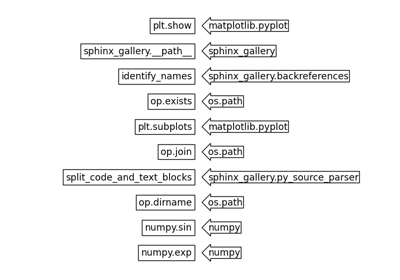 plt.show matplotlib.pyplot
sphinx_gallery.__path__ sphinx_gallery
identify_names sphinx_gallery.backreferences
op.exists os.path
plt.subplots matplotlib.pyplot
op.join os.path
split_code_and_text_blocks sphinx_gallery.py_source_parser
op.dirname os.path
numpy.sin numpy
numpy.exp numpy